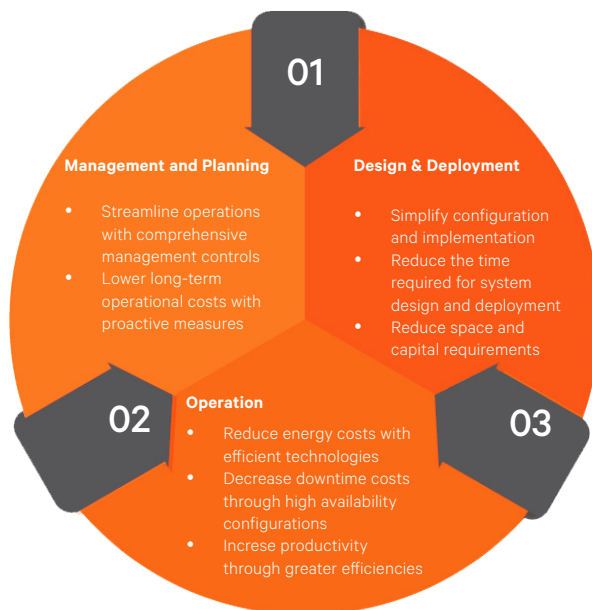 01
Management and Planning
• Streamline operations
with comprehensive
management controls
• Lower long-term
operational costs with
proactive measures
Design & Deployment
• Simplify configuration
and implementation
• Reduce the time
required for system
design and deployment
• Reduce space and
capital requirements
02
Operation
• Reduce energy costs with
efficient technologies
• Decrease downtime costs
through high availability
configurations
• Increse productivity
through greater efficiencies
03